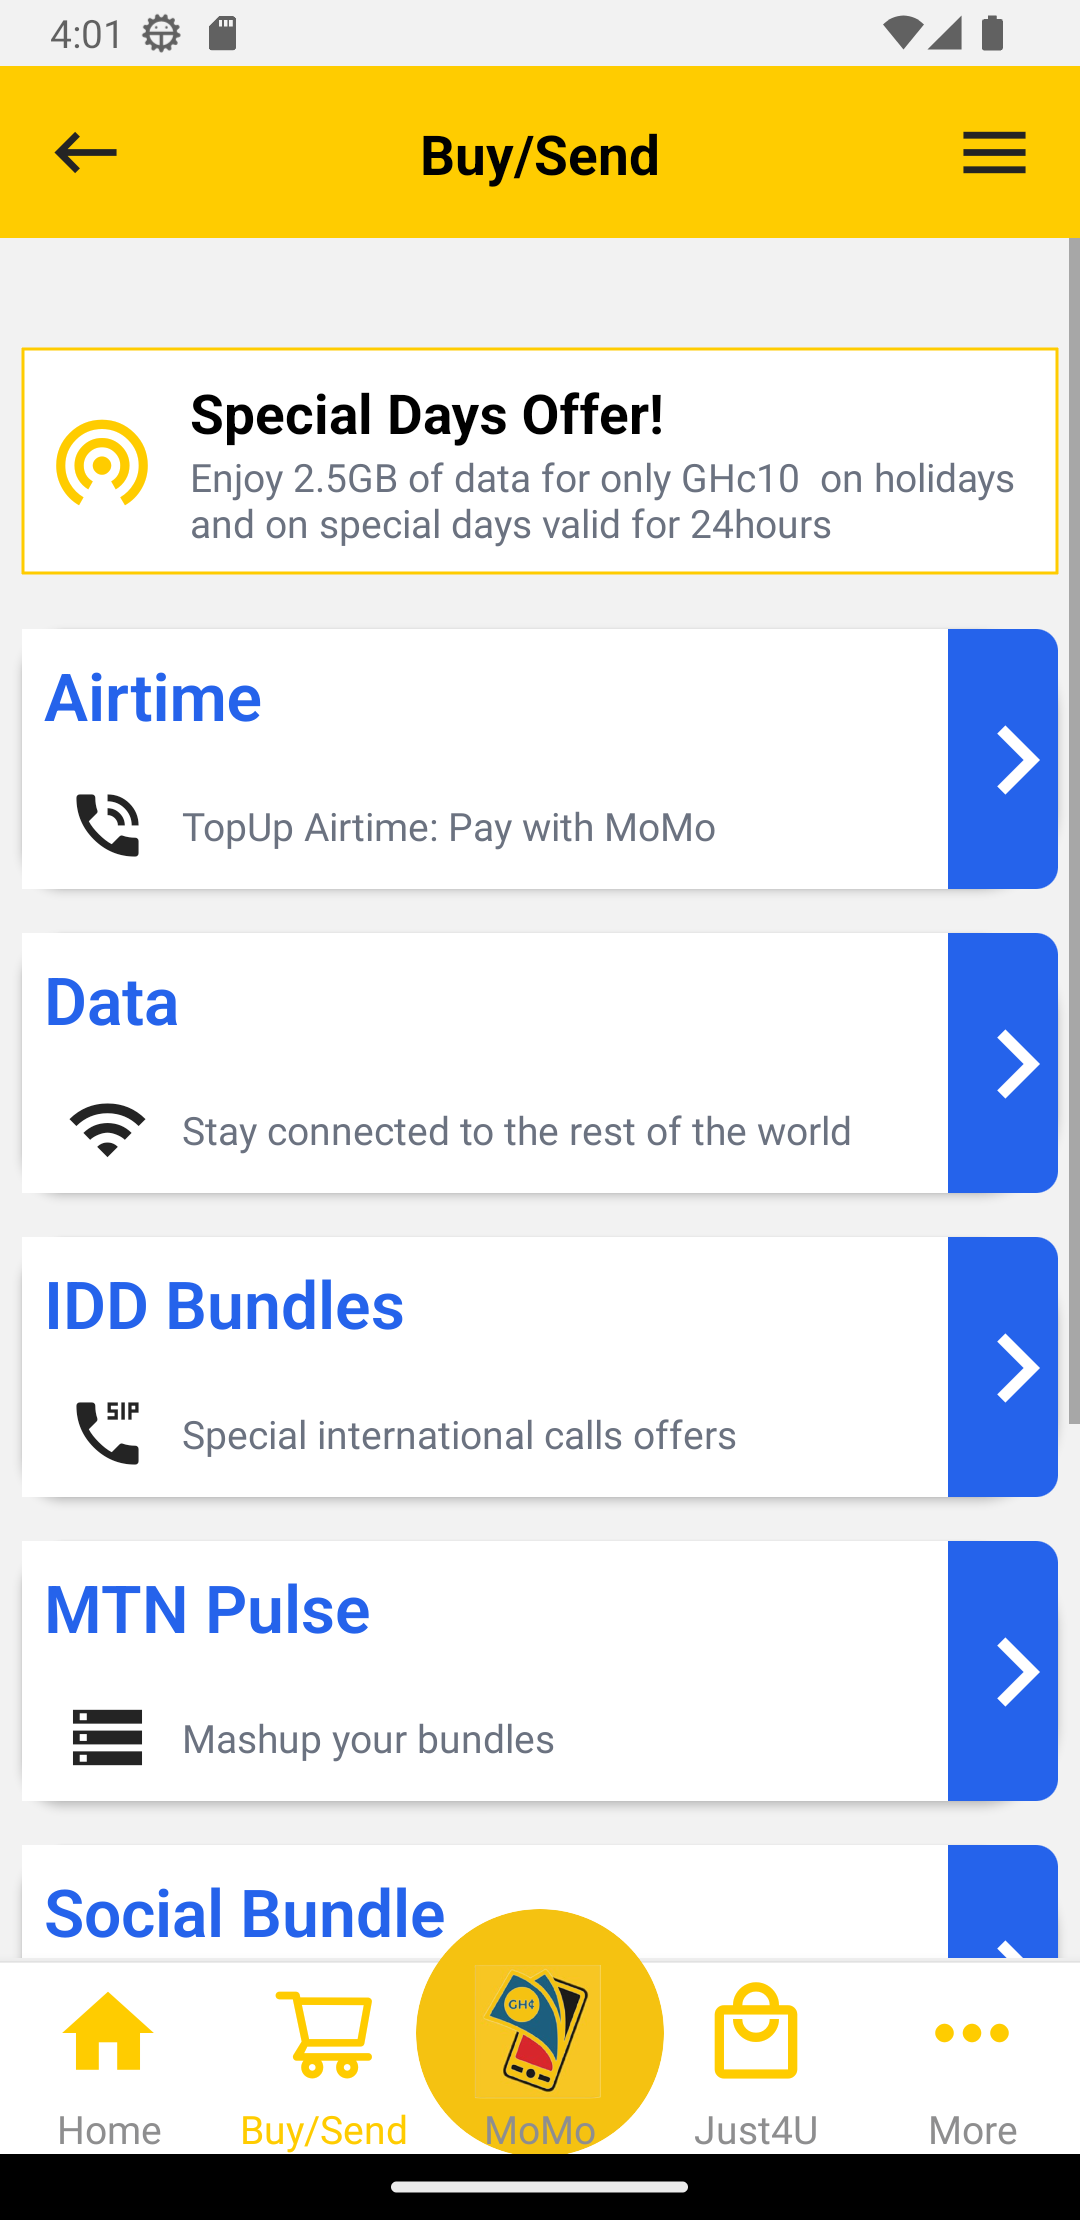 4:01
Buy/Send
Special Days Offer!
Enjoy 2.5GB of data for only GHc10  on holidays
and on special days valid for 24hours
Airtime
TopUp Airtime: Pay with MoMo
Data
Stay connected to the rest of the world
IDD Bundles
SIP
Special international calls offers
MTN Pulse
Mashup your bundles
Social Bundle
GH¢
Home
Buy/Send
MoMo
Just4U
More